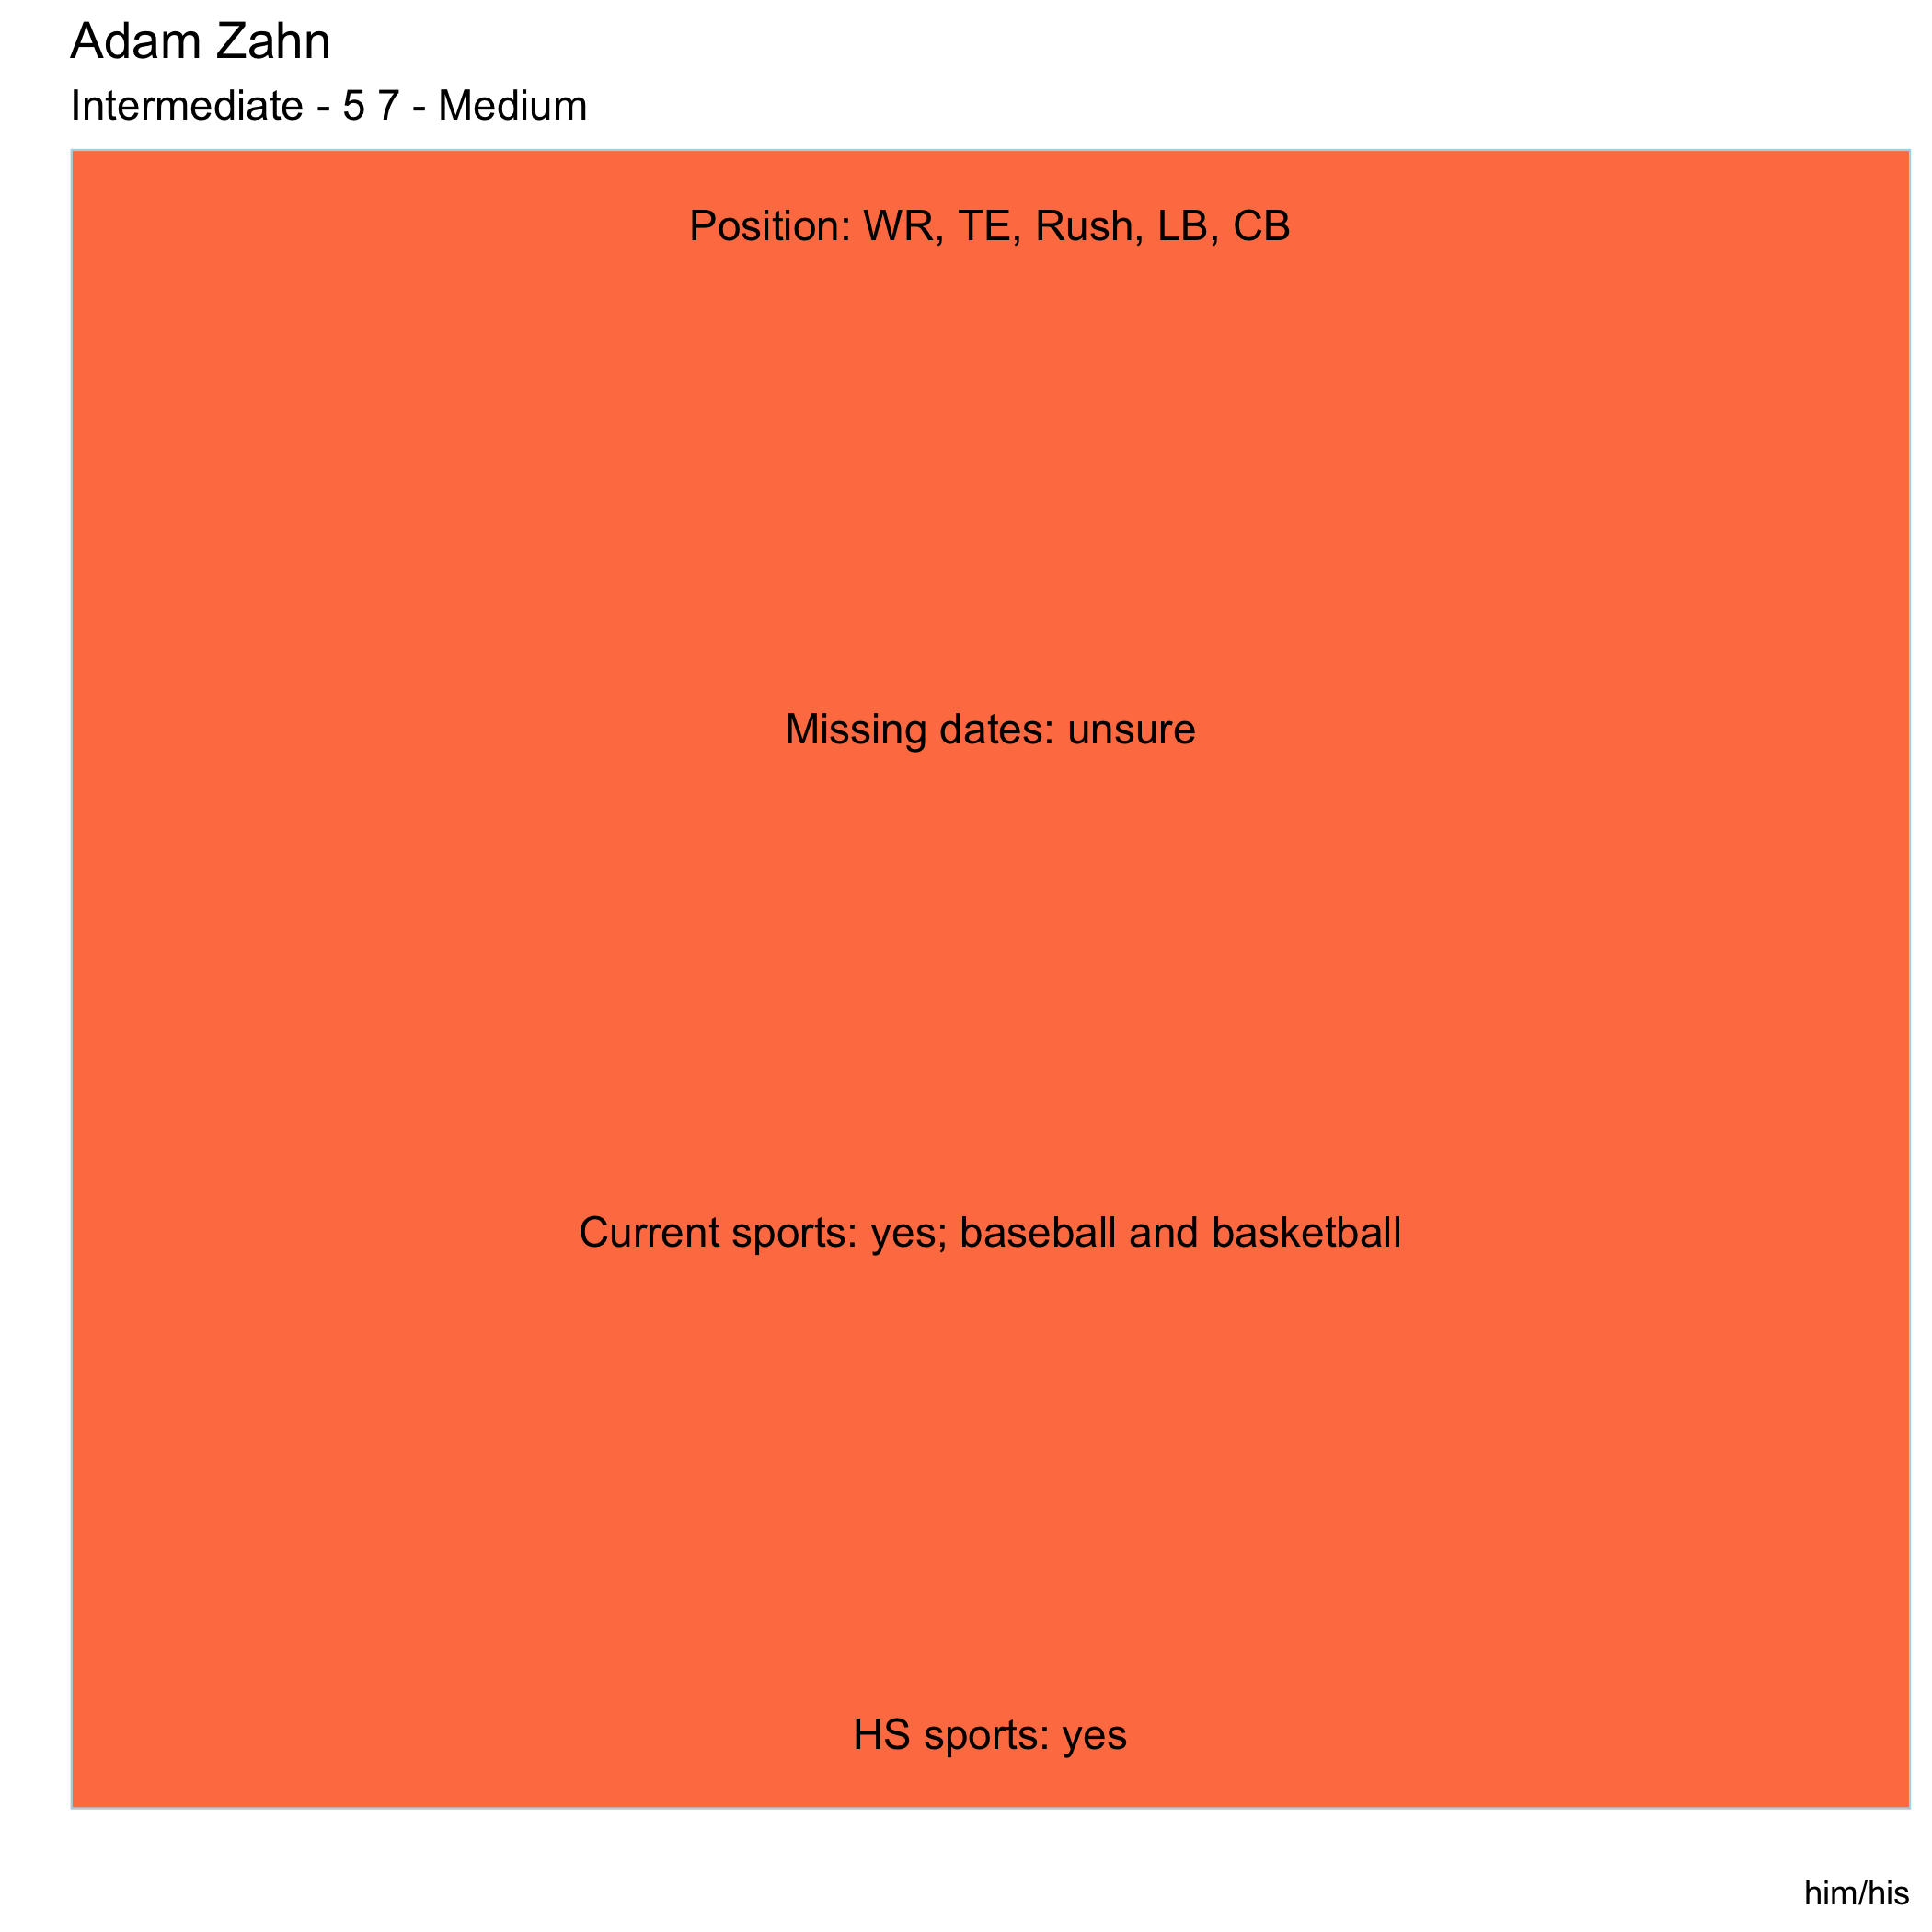 Adam Zahn
Intermediate - 5 7 - Medium
Position: WR, TE, Rush, LB, CB
Missing dates: unsure
Current sports: yes; baseball and basketball
HS sports: yes
him/his